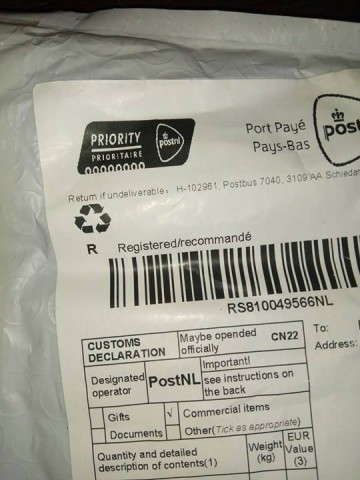 PRIORITY
PRIORITAIRE
postnl
00000000
Port Payé
Pays-Bas
post
Return if undeliverable, H-102961, Postbus 7040, 3109 AA Schiedam
R Registered/recommandé
RS810049566NL
CUSTOMS DECLARATION
Maybe opended officially
CN22
To:
Address:
Designated operator
PostNL
Important!
see instructions on the back
Gifts
√ Commercial items
Documents
Other(Tick as appropriate)
Quantity and detailed description of contents(1)
Weight (kg)
EUR Value (3)